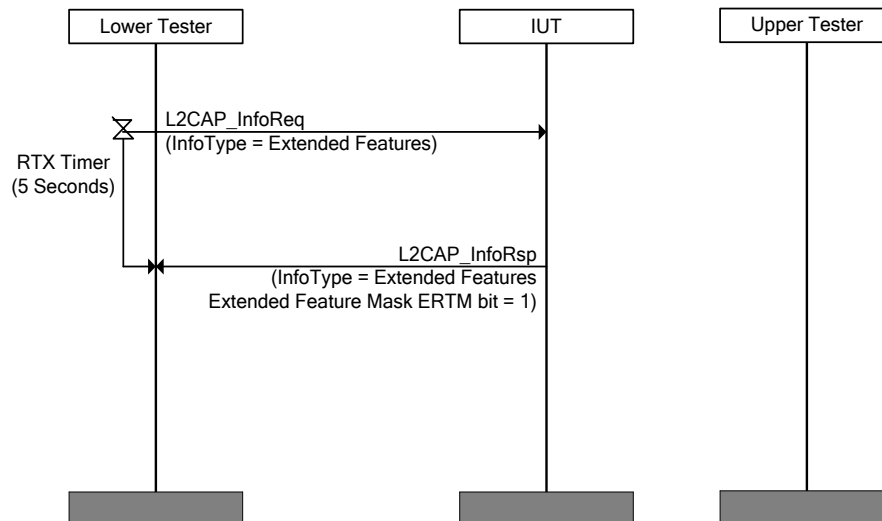 Lower Tester
IUT
Upper Tester
L2CAP_InfoReq
(InfoType = Extended Features)
RTX Timer
(5 Seconds)
L2CAP_InfoRsp
(InfoType = Extended Features
Extended Feature Mask ERTM bit = 1)